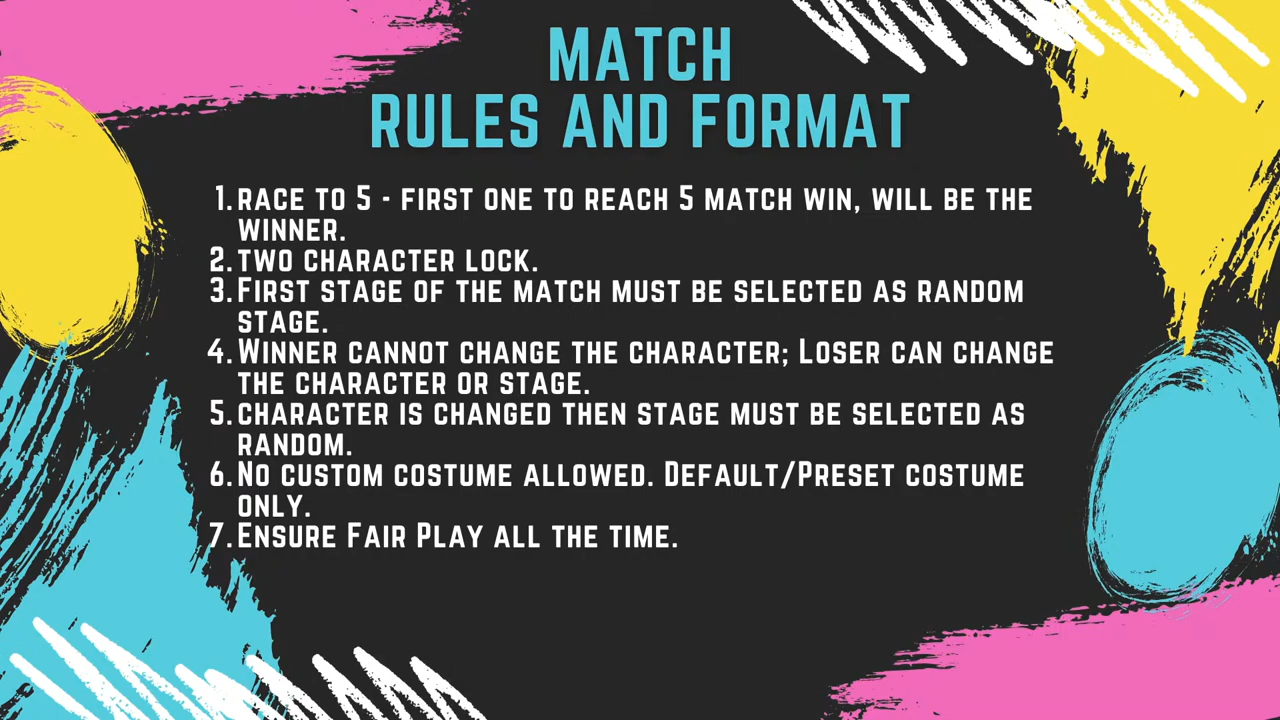 MATCH
RULES AND FORMAT
1. RACE TO 5 - FIRST ONE TO REACH 5 MATCH WIN, WILL BE THE
WINNER.
2. TWO CHARACTER LOCK.
3. FIRST STAGE OF THE MATCH MUST BE SELECTED AS RANDOM
STAGE.
4. WINNER CANNOT CHANGE THE CHARACTER; LOSER CAN CHANGE
THE CHARACTER OR STAGE.
5. CHARACTER IS CHANGED THEN STAGE MUST BE SELECTED AS
RANDOM.
6. NO CUSTOM COSTUME ALLOWED. DEFAULT/PRESET COSTUME
ONLY.
7. ENSURE FAIR PLAY ALL THE TIME.